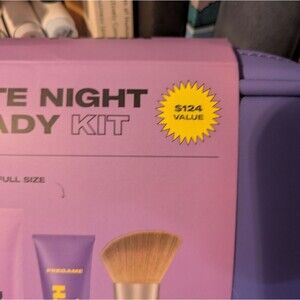 TE NIGHT
ADY KIT
$124
VALUE
FULL SIZE
PREGAME
H